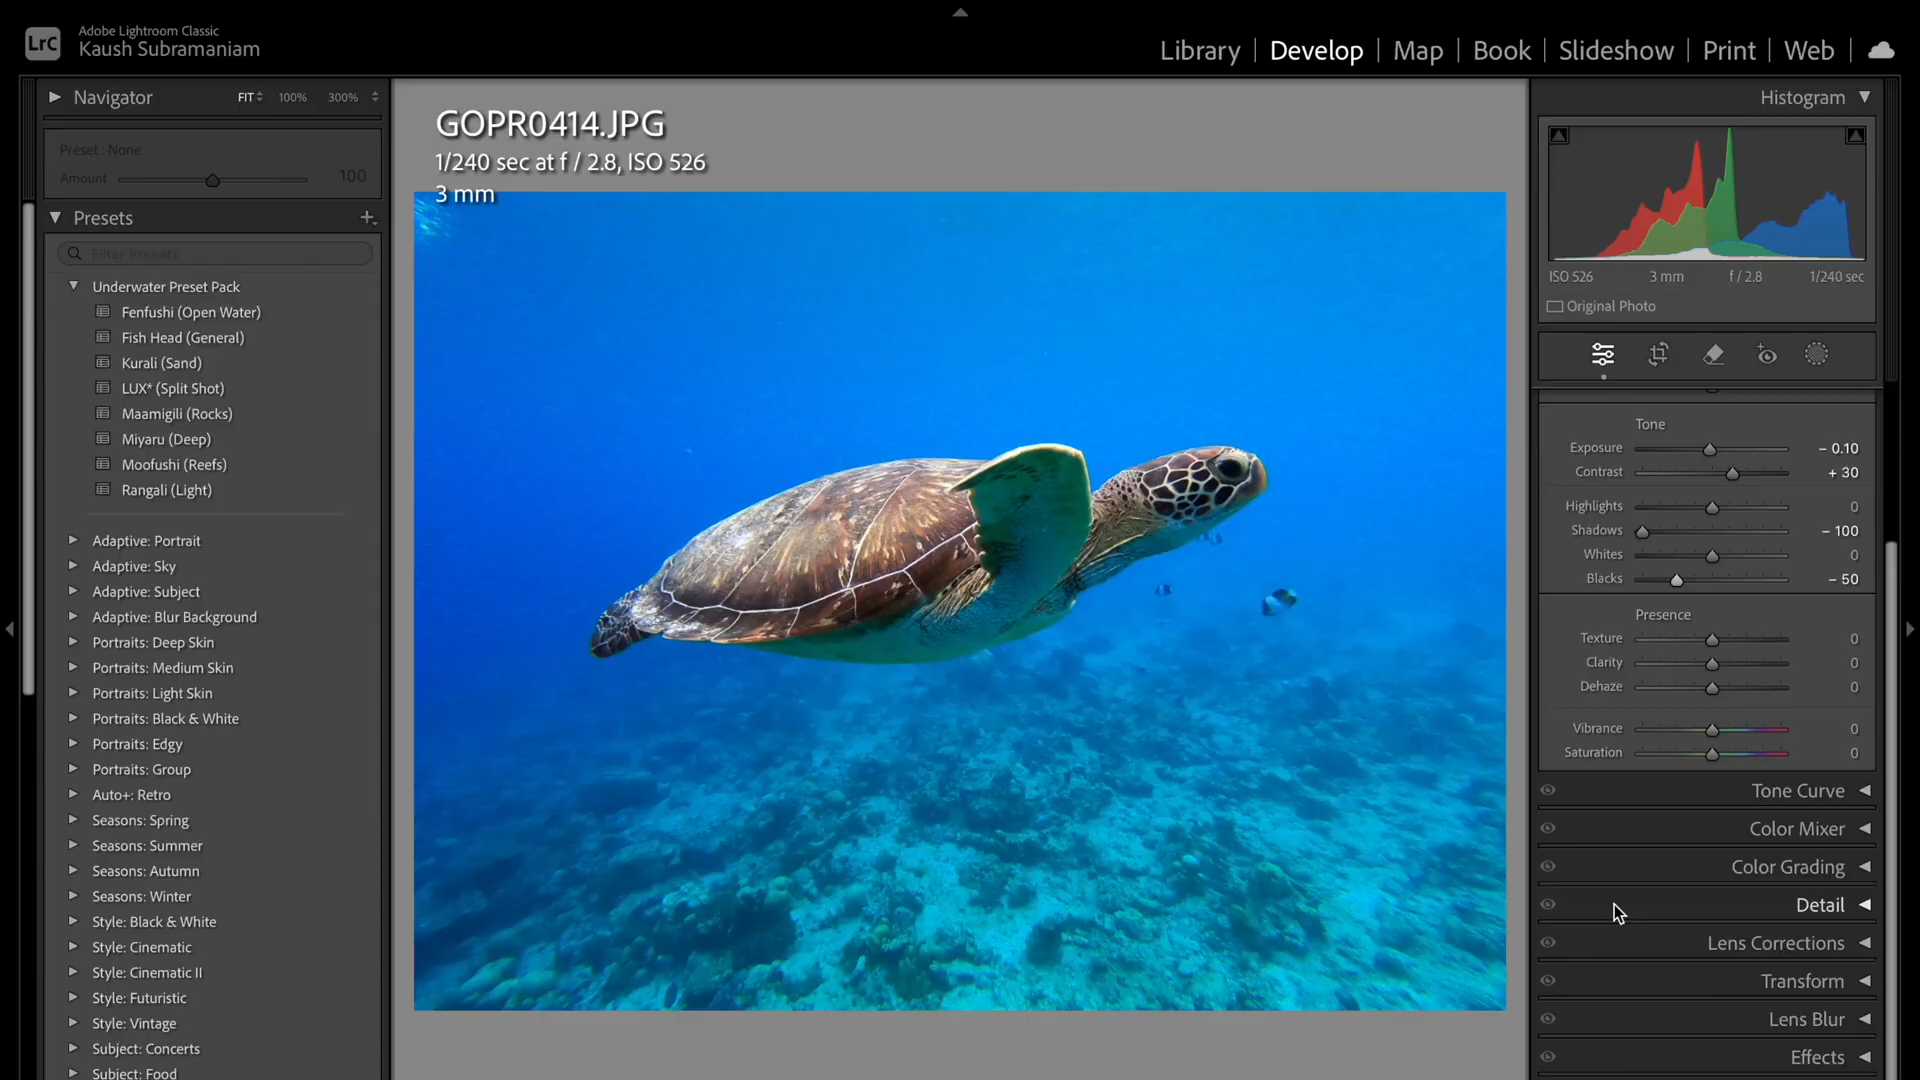 LrC
Adobe Lightroom Classic
Kaush Subramaniam
Library
Develop
Map
Book
Slideshow
Print
Web
Navigator
FIT
100%
300%
Preset : None
Amount
100
Presets
Filter Presets
Underwater Preset Pack
Fenfushi (Open Water)
Fish Head (General)
Kurali (Sand)
LUX* (Split Shot)
Maamigili (Rocks)
Miyaru (Deep)
Moofushi (Reefs)
Rangali (Light)
Adaptive: Portrait
Adaptive: Sky
Adaptive: Subject
Adaptive: Blur Background
Portraits: Deep Skin
Portraits: Medium Skin
Portraits: Light Skin
Portraits: Black & White
Portraits: Edgy
Portraits: Group
Auto+: Retro
Seasons: Spring
Seasons: Summer
Seasons: Autumn
Seasons: Winter
Style: Black & White
Style: Cinematic
Style: Cinematic II
Style: Futuristic
Style: Vintage
Subject: Concerts
Subject: Food
GOPR0414.JPG
1/240 sec at f / 2.8, ISO 526
3 mm
Histogram
ISO 526
3 mm
f / 2.8
1/240 sec
Original Photo
Tone
Exposure − 0.10
Contrast + 30
Highlights 0
Shadows − 100
Whites 0
Blacks − 50
Presence
Texture 0
Clarity 0
Dehaze 0
Vibrance 0
Saturation 0
Tone Curve
Color Mixer
Color Grading
Detail
Lens Corrections
Transform
Lens Blur
Effects